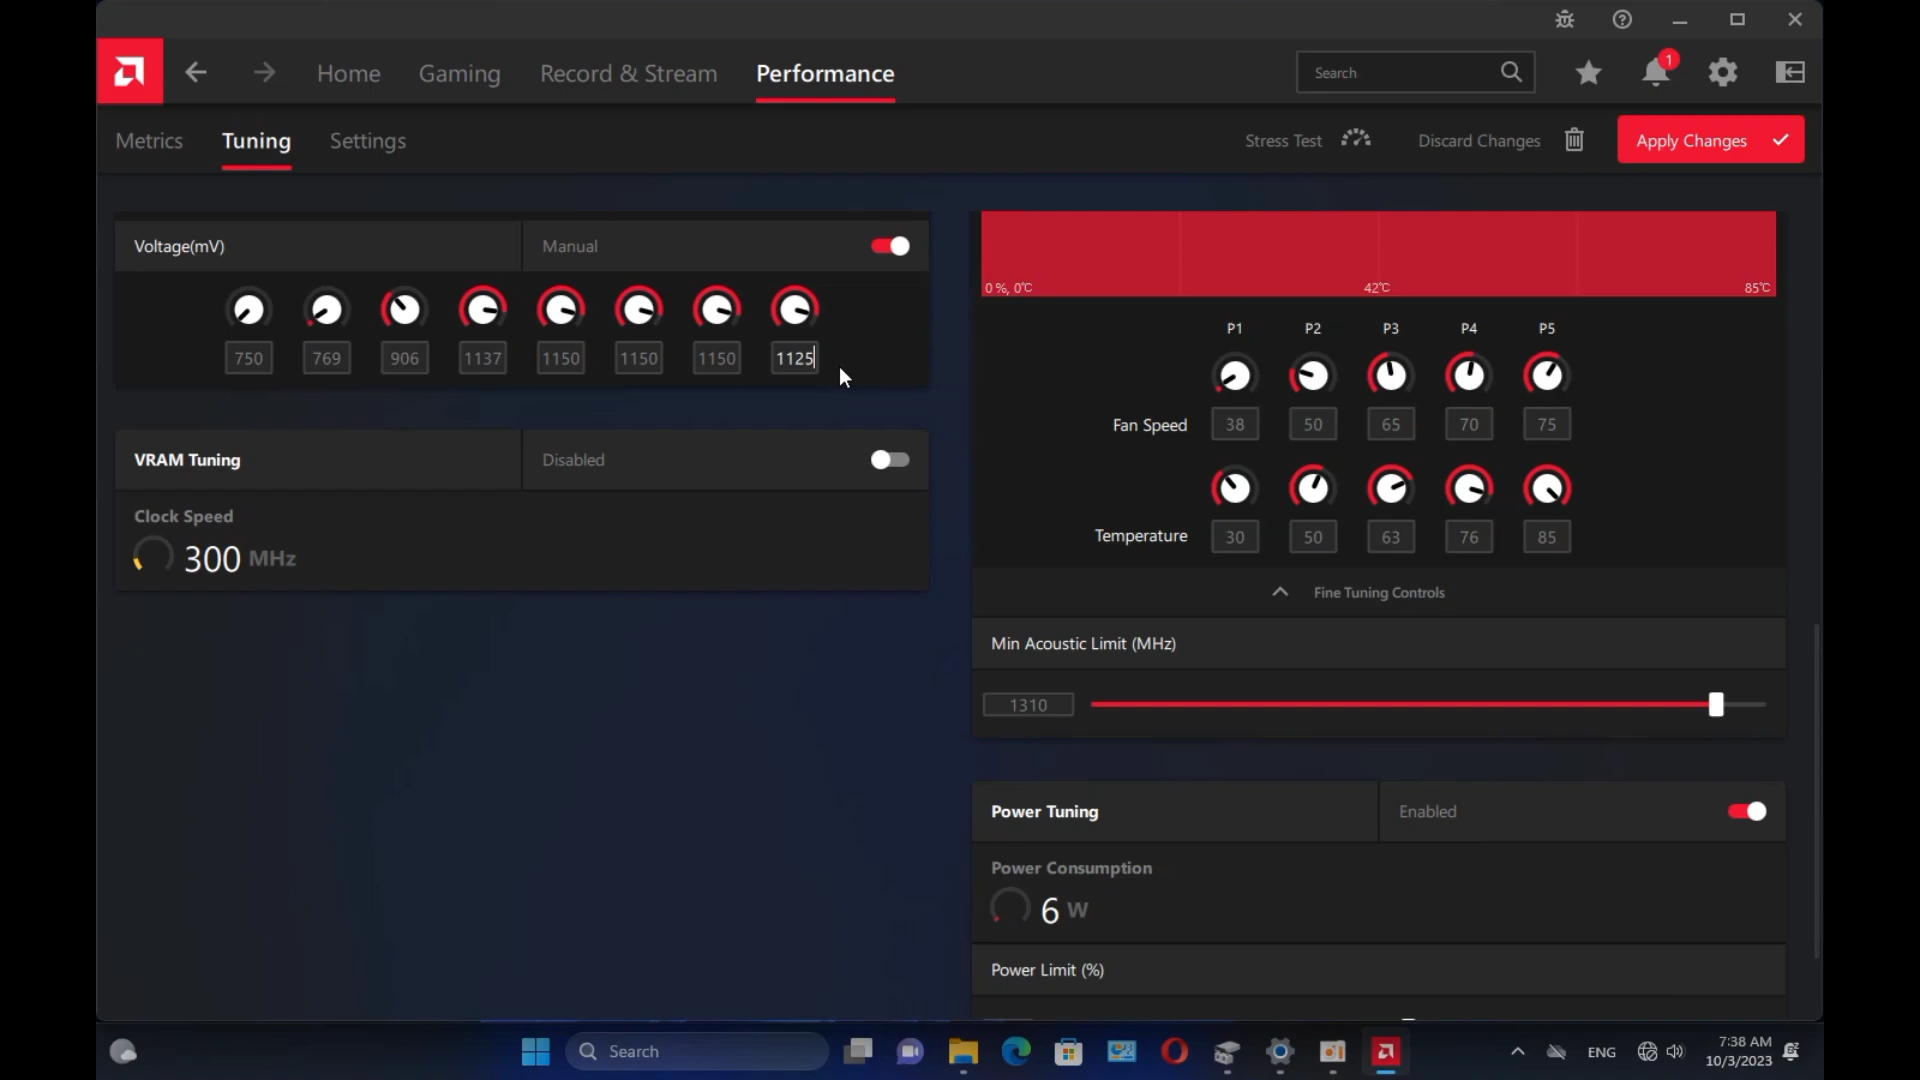 Home Gaming Record & Stream Performance
Search
1
Metrics Tuning Settings
Stress Test Discard Changes Apply Changes
Voltage(mV) Manual
750 769 906 1137 1150 1150 1150 1125
VRAM Tuning Disabled
Clock Speed
300 MHz
0 %, 0°C 42°C 85°C
P1 P2 P3 P4 P5
Fan Speed 38 50 65 70 75
Temperature 30 50 63 76 85
Fine Tuning Controls
Min Acoustic Limit (MHz)
1310
Power Tuning Enabled
Power Consumption
6 W
Power Limit (%)
Search
ENG
7:38 AM
10/3/2023